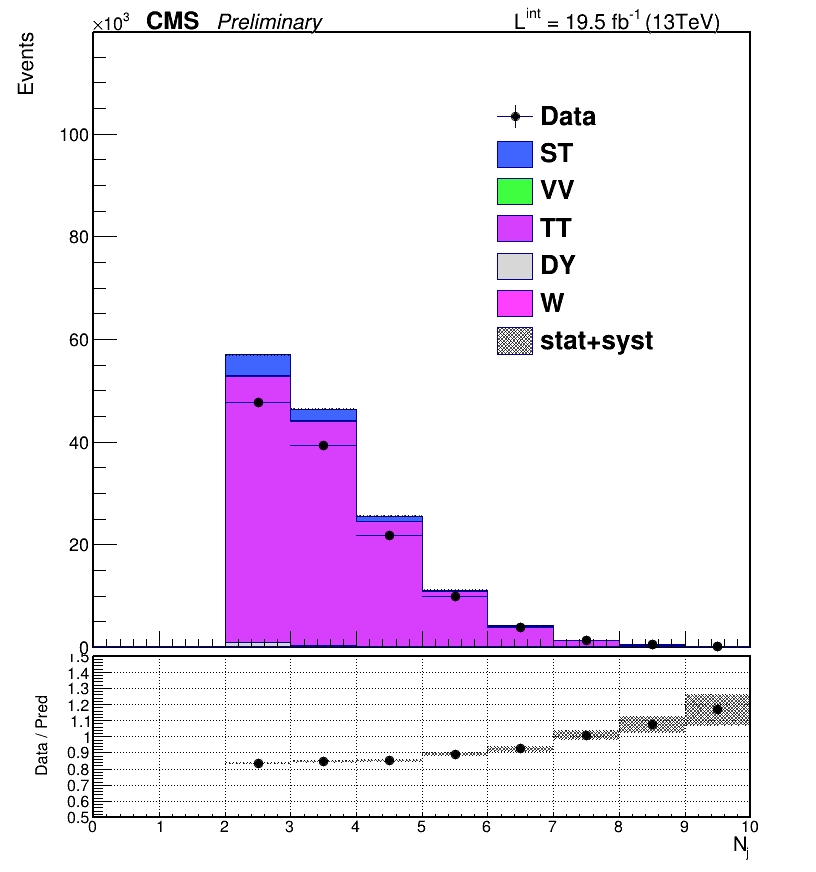 ×10³ CMS Preliminary L^int = 19.5 fb⁻¹ (13TeV)
Events
Data
ST
VV
TT
DY
W
stat+syst
100
80
60
40
20
0
Data / Pred
1.5
1.4
1.3
1.2
1.1
1
0.9
0.8
0.7
0.6
0.5
0 1 2 3 4 5 6 7 8 9 10
N_j